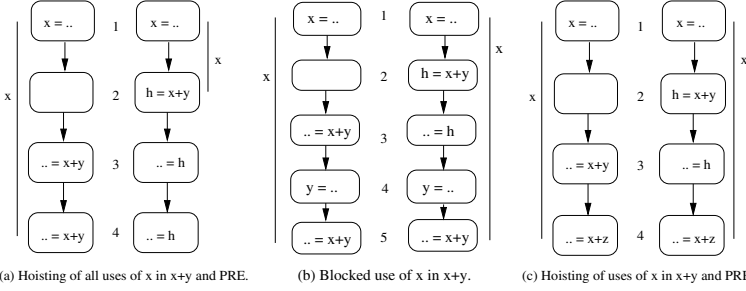 x = .. 1 x = ..
x x
2 h = x+y
.. = x+y 3 .. = h
.. = x+y 4 .. = h
(a) Hoisting of all uses of x in x+y and PRE.
x = .. 1 x = ..
x x
2 h = x+y
.. = x+y 3 .. = h
y = .. 4 y = ..
.. = x+y 5 .. = x+y
(b) Blocked use of x in x+y.
x = .. 1 x = ..
x x
2 h = x+y
.. = x+y 3 .. = h
.. = x+z 4 .. = x+z
(c) Hoisting of uses of x in x+y and PRE